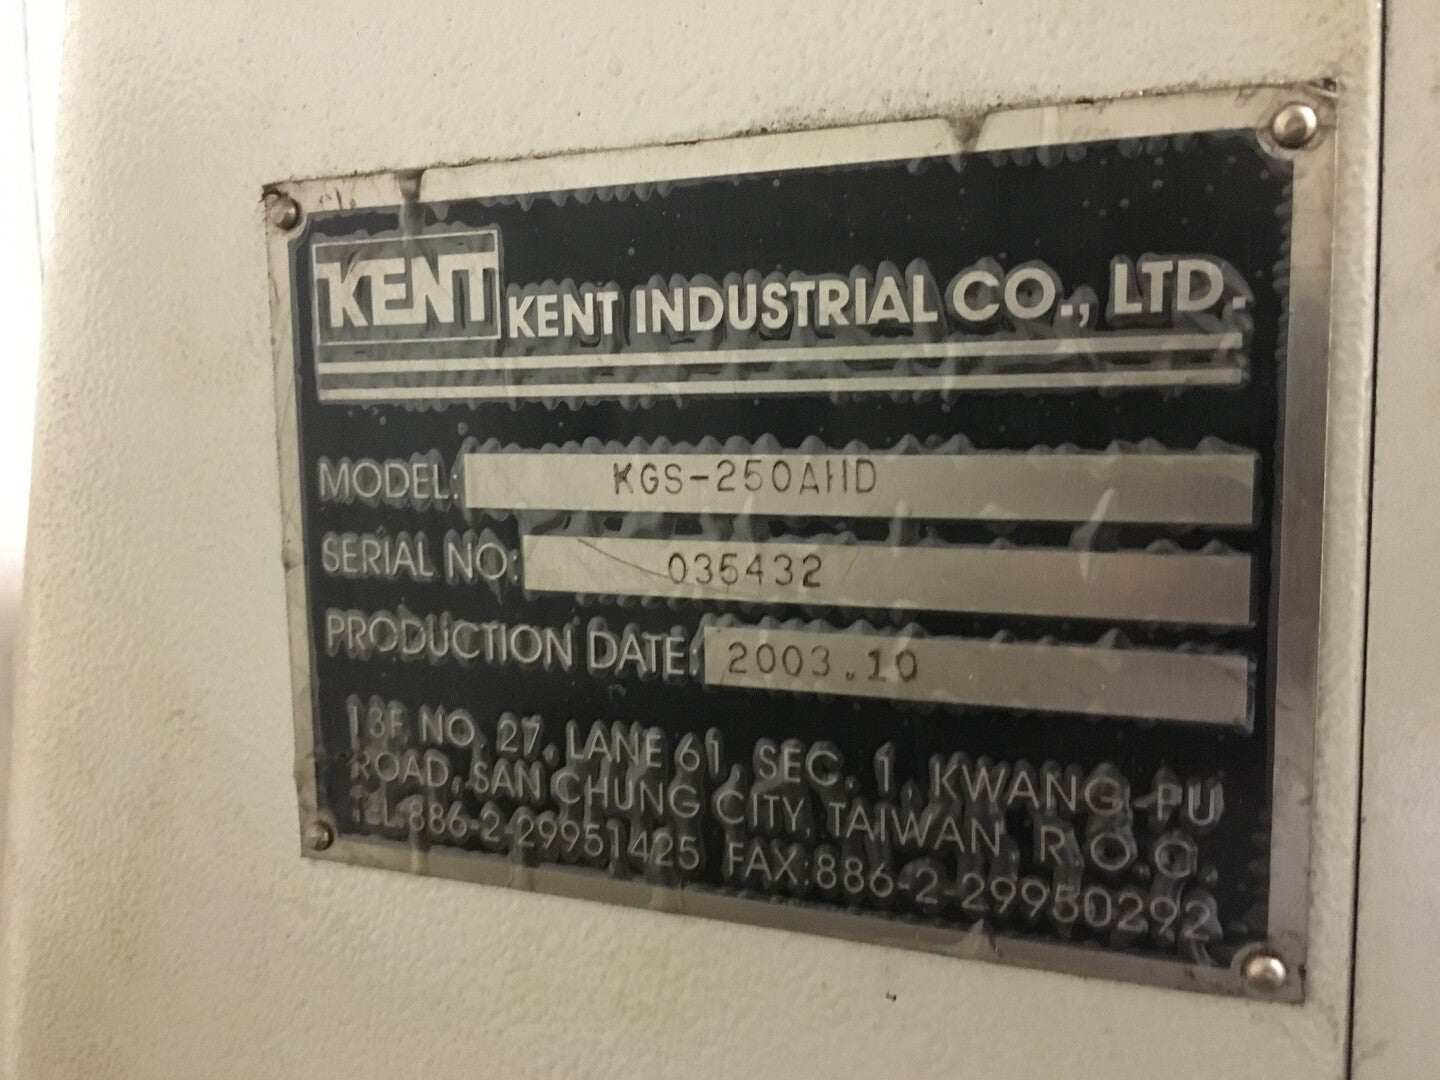 KENT KENT INDUSTRIAL CO., LTD.
MODEL: KGS-250AHD
SERIAL NO: 035432
PRODUCTION DATE: 2003.10
13F, NO. 27, LANE 61, SEC. 1, KWANG-FU
ROAD, SAN CHUNG CITY, TAIWAN, R.O.C.
TEL:886-2-29951425 FAX:886-2-29950292